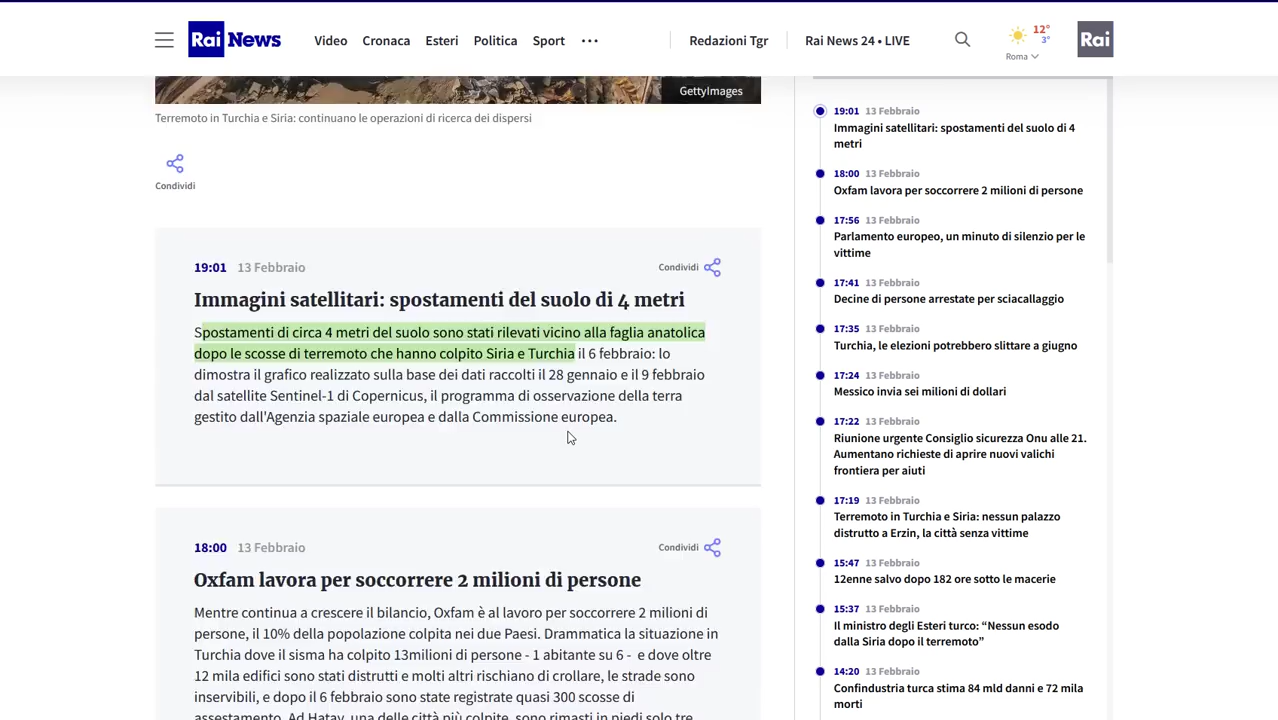 Rai News
Video
Cronaca
Esteri
Politica
Sport
Redazioni Tgr
Rai News 24 • LIVE
12°
3°
Roma
Rai
GettyImages
Terremoto in Turchia e Siria: continuano le operazioni di ricerca dei dispersi
Condividi
19:01 13 Febbraio
Condividi
Immagini satellitari: spostamenti del suolo di 4 metri
Spostamenti di circa 4 metri del suolo sono stati rilevati vicino alla faglia anatolica
dopo le scosse di terremoto che hanno colpito Siria e Turchia il 6 febbraio: lo
dimostra il grafico realizzato sulla base dei dati raccolti il 28 gennaio e il 9 febbraio
dal satellite Sentinel-1 di Copernicus, il programma di osservazione della terra
gestito dall'Agenzia spaziale europea e dalla Commissione europea.
18:00 13 Febbraio
Condividi
Oxfam lavora per soccorrere 2 milioni di persone
Mentre continua a crescere il bilancio, Oxfam è al lavoro per soccorrere 2 milioni di
persone, il 10% della popolazione colpita nei due Paesi. Drammatica la situazione in
Turchia dove il sisma ha colpito 13milioni di persone - 1 abitante su 6 - e dove oltre
12 mila edifici sono stati distrutti e molti altri rischiano di crollare, le strade sono
inservibili, e dopo il 6 febbraio sono state registrate quasi 300 scosse di
assestamento. Ad Hatay, una delle città più colpite, sono rimasti in piedi solo tre
19:01 13 Febbraio
Immagini satellitari: spostamenti del suolo di 4
metri
18:00 13 Febbraio
Oxfam lavora per soccorrere 2 milioni di persone
17:56 13 Febbraio
Parlamento europeo, un minuto di silenzio per le
vittime
17:41 13 Febbraio
Decine di persone arrestate per sciacallaggio
17:35 13 Febbraio
Turchia, le elezioni potrebbero slittare a giugno
17:24 13 Febbraio
Messico invia sei milioni di dollari
17:22 13 Febbraio
Riunione urgente Consiglio sicurezza Onu alle 21.
Aumentano richieste di aprire nuovi valichi
frontiera per aiuti
17:19 13 Febbraio
Terremoto in Turchia e Siria: nessun palazzo
distrutto a Erzin, la città senza vittime
15:47 13 Febbraio
12enne salvo dopo 182 ore sotto le macerie
15:37 13 Febbraio
Il ministro degli Esteri turco: “Nessun esodo
dalla Siria dopo il terremoto”
14:20 13 Febbraio
Confindustria turca stima 84 mld danni e 72 mila
morti